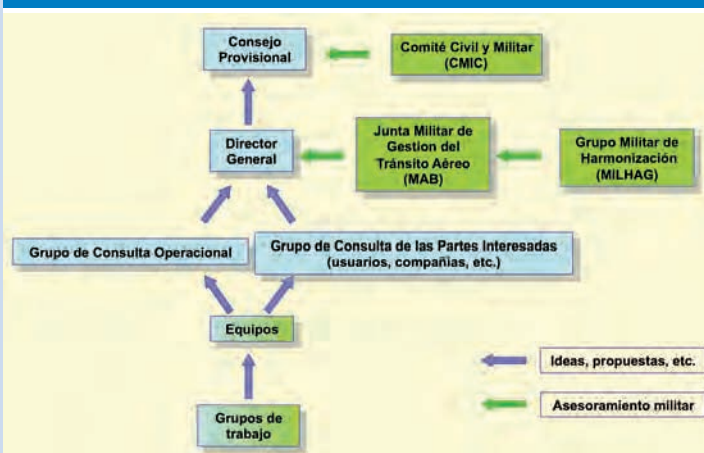 Consejo
Provisional
Comité Civil y Militar
(CMIC)
Director
General
Junta Militar de
Gestion del
Tránsito Aéreo
(MAB)
Grupo Militar de
Harmonización
(MILHAG)
Grupo de Consulta Operacional
Grupo de Consulta de las Partes Interesadas
(usuarios, compañias, etc.)
Equipos
Ideas, propuestas, etc.
Grupos de
trabajo
Asesoramiento militar